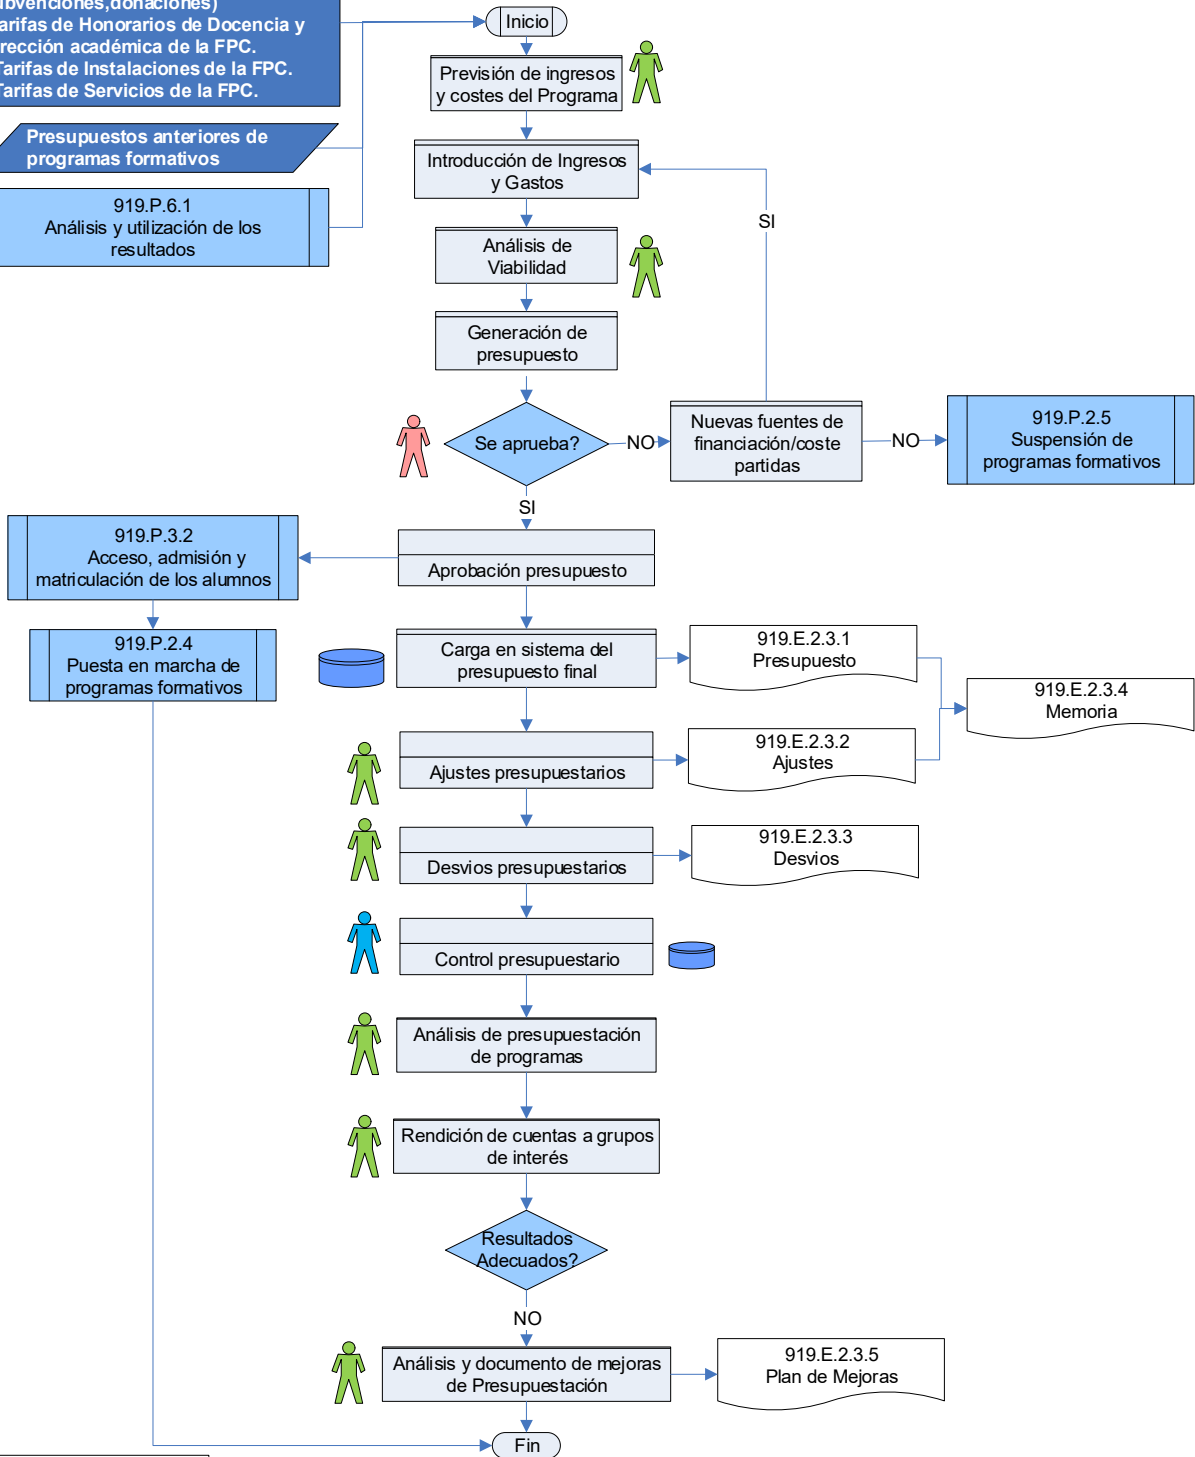 subvenciones,donaciones)
Tarifas de Honorarios de Docencia y
dirección académica de la FPC.
Tarifas de Instalaciones de la FPC.
Tarifas de Servicios de la FPC.
Presupuestos anteriores de
programas formativos
919.P.6.1
Análisis y utilización de los
resultados
Inicio
Previsión de ingresos
y costes del Programa
Introducción de Ingresos
y Gastos
SI
Análisis de
Viabilidad
Generación de
presupuesto
Se aprueba?
NO
Nuevas fuentes de
financiación/coste
partidas
NO
919.P.2.5
Suspensión de
programas formativos
SI
919.P.3.2
Acceso, admisión y
matriculación de los alumnos
Aprobación presupuesto
919.P.2.4
Puesta en marcha de
programas formativos
Carga en sistema del
presupuesto final
919.E.2.3.1
Presupuesto
919.E.2.3.4
Memoria
Ajustes presupuestarios
919.E.2.3.2
Ajustes
Desvios presupuestarios
919.E.2.3.3
Desvios
Control presupuestario
Análisis de presupuestación
de programas
Rendición de cuentas a grupos
de interés
Resultados
Adecuados?
NO
Análisis y documento de mejoras
de Presupuestación
919.E.2.3.5
Plan de Mejoras
Fin